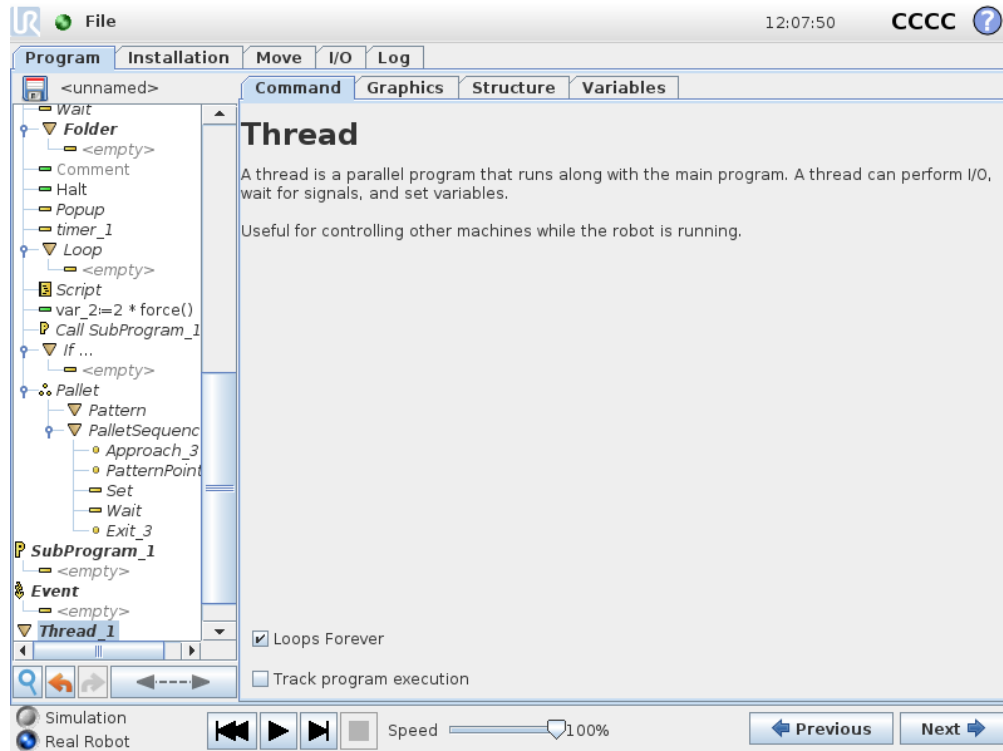 UR File 12:07:50 CCCC ?
Program Installation Move I/O Log
<unnamed>
Command Graphics Structure Variables
Wait
Folder
<empty>
Comment
Halt
Popup
timer_1
Loop
<empty>
Script
var_2:=2 * force()
P Call SubProgram_1
If ...
<empty>
Pallet
Pattern
PalletSequenc
Approach_3
PatternPoint
Set
Wait
Exit_3
P SubProgram_1
<empty>
Event
<empty>
Thread_1
Thread
A thread is a parallel program that runs along with the main program. A thread can perform I/O,
wait for signals, and set variables.
Useful for controlling other machines while the robot is running.
Loops Forever
Track program execution
Simulation
Real Robot
Speed 100%
Previous Next